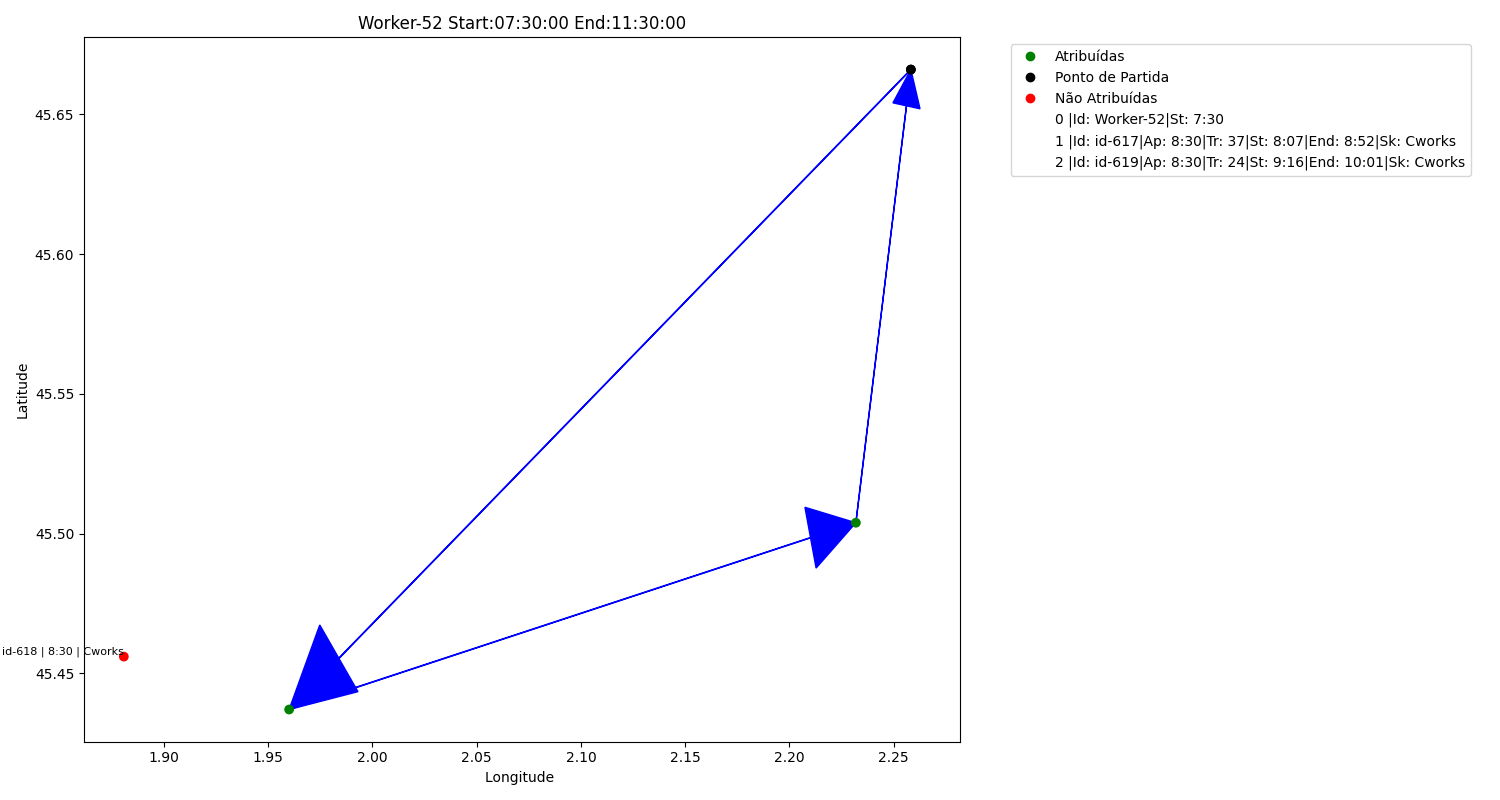 Worker-52 Start:07:30:00 End:11:30:00
Atribuídas
Ponto de Partida
Não Atribuídas
0 |Id: Worker-52|St: 7:30
1 |Id: id-617|Ap: 8:30|Tr: 37|St: 8:07|End: 8:52|Sk: Cworks
2 |Id: id-619|Ap: 8:30|Tr: 24|St: 9:16|End: 10:01|Sk: Cworks
Latitude
45.65
45.60
45.55
45.50
45.45
id-618 | 8:30 | Cworks
1.90 1.95 2.00 2.05 2.10 2.15 2.20 2.25
Longitude